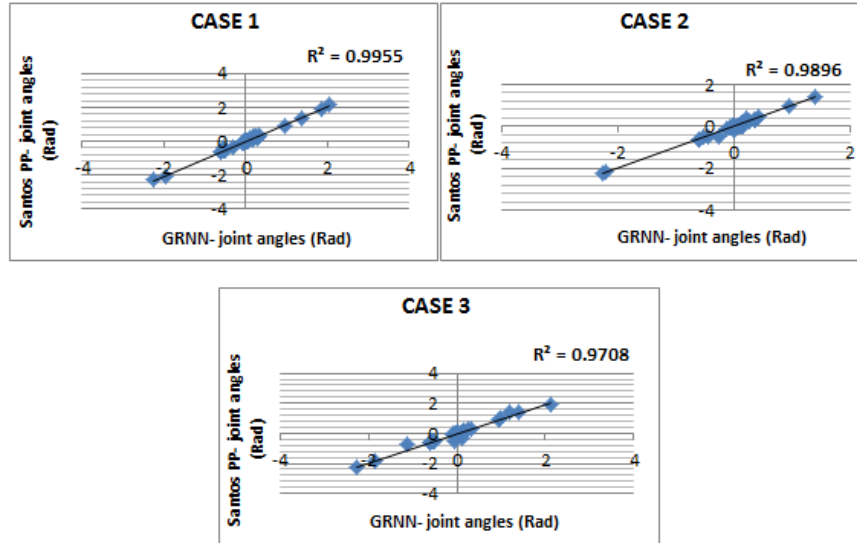 CASE 1
R² = 0.9955
Santos PP- joint angles
(Rad)
4
2
0
-4
-2
0
2
4
-2
-4
GRNN- joint angles (Rad)
CASE 2
R² = 0.9896
Santos PP- joint angles
(Rad)
2
0
-4
-2
0
2
-2
-4
GRNN- joint angles (Rad)
CASE 3
R² = 0.9708
Santos PP- joint angles
(Rad)
4
2
0
-4
-2
0
2
4
-2
-4
GRNN- joint angles (Rad)